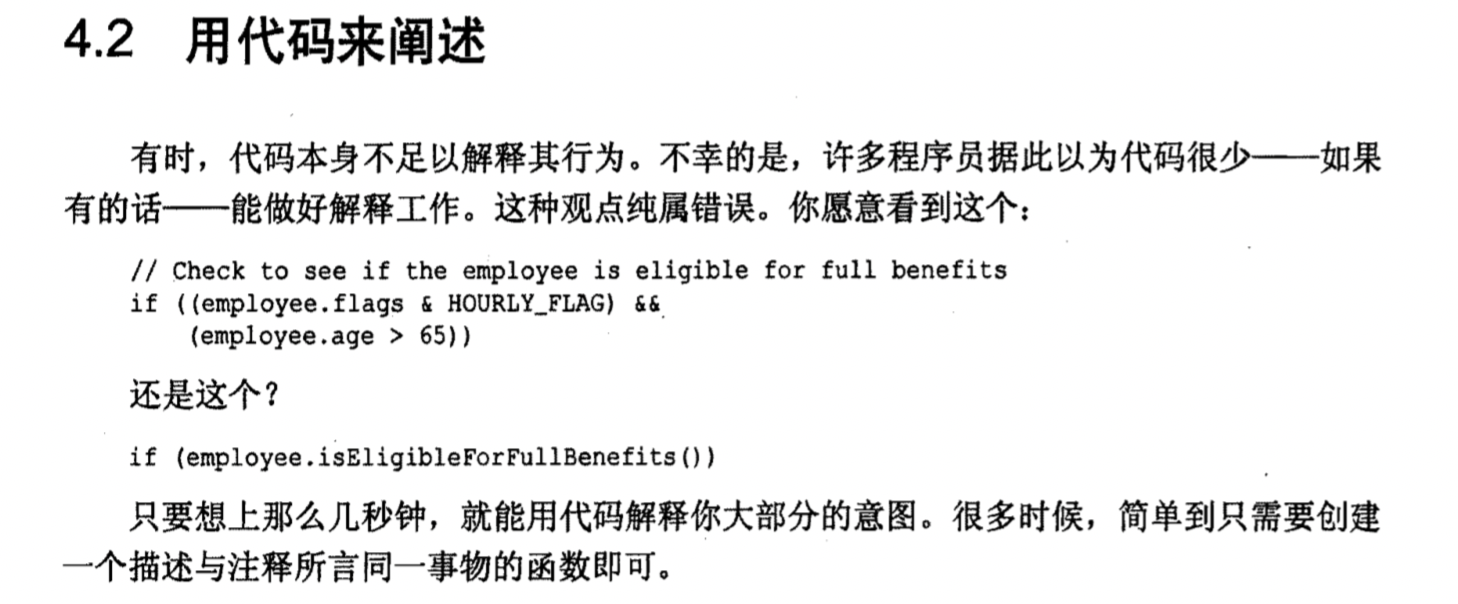 4.2 用代码来阐述
有时，代码本身不足以解释其行为。不幸的是，许多程序员据此以为代码很少——如果
有的话——能做好解释工作。这种观点纯属错误。你愿意看到这个：
// Check to see if the employee is eligible for full benefits
if ((employee.flags & HOURLY_FLAG) &&
    (employee.age > 65))
还是这个？
if (employee.isEligibleForFullBenefits())
只要想上那么几秒钟，就能用代码解释你大部分的意图。很多时候，简单到只需要创建
一个描述与注释所言同一事物的函数即可。